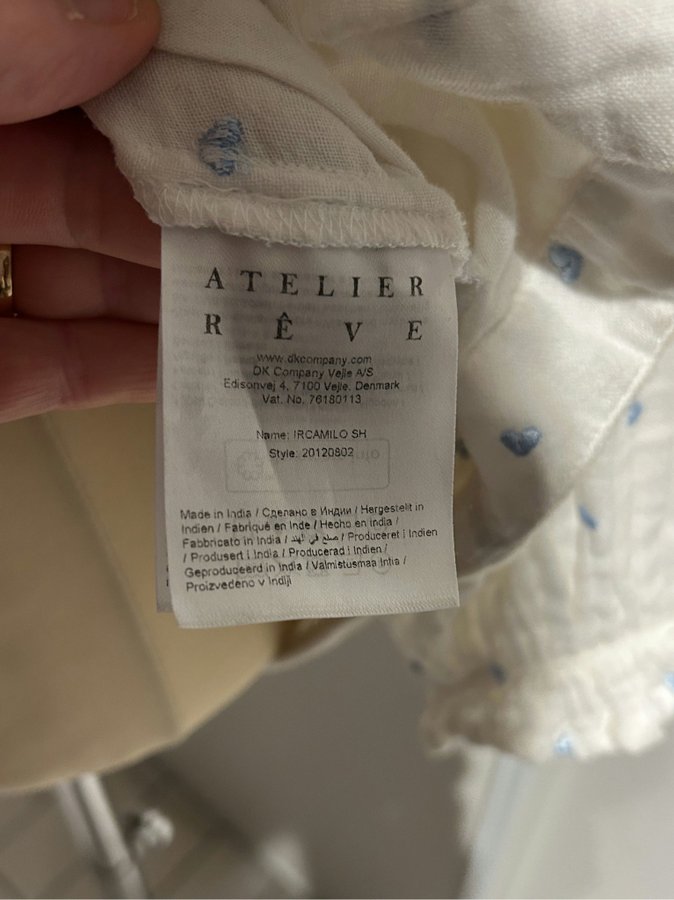 ATELIER
RÊVE
www.dkcompany.com
DK Company Vejle A/S
Edisonvej 4, 7100 Vejle, Denmark
Vat. No. 76180113
Name: IRCAMILO SH
Style: 20120802
Made in India / Сделано в Индии / Hergestellt in
Indien / Fabriqué en Inde / Hecho en india /
Fabbricato in India / صنع في الهند / Produceret i Indien
/ Produsert i India / Producerad i Indien /
Geproduceerd in India / Valmistusmaa Intia /
Proizvedeno v Indiji